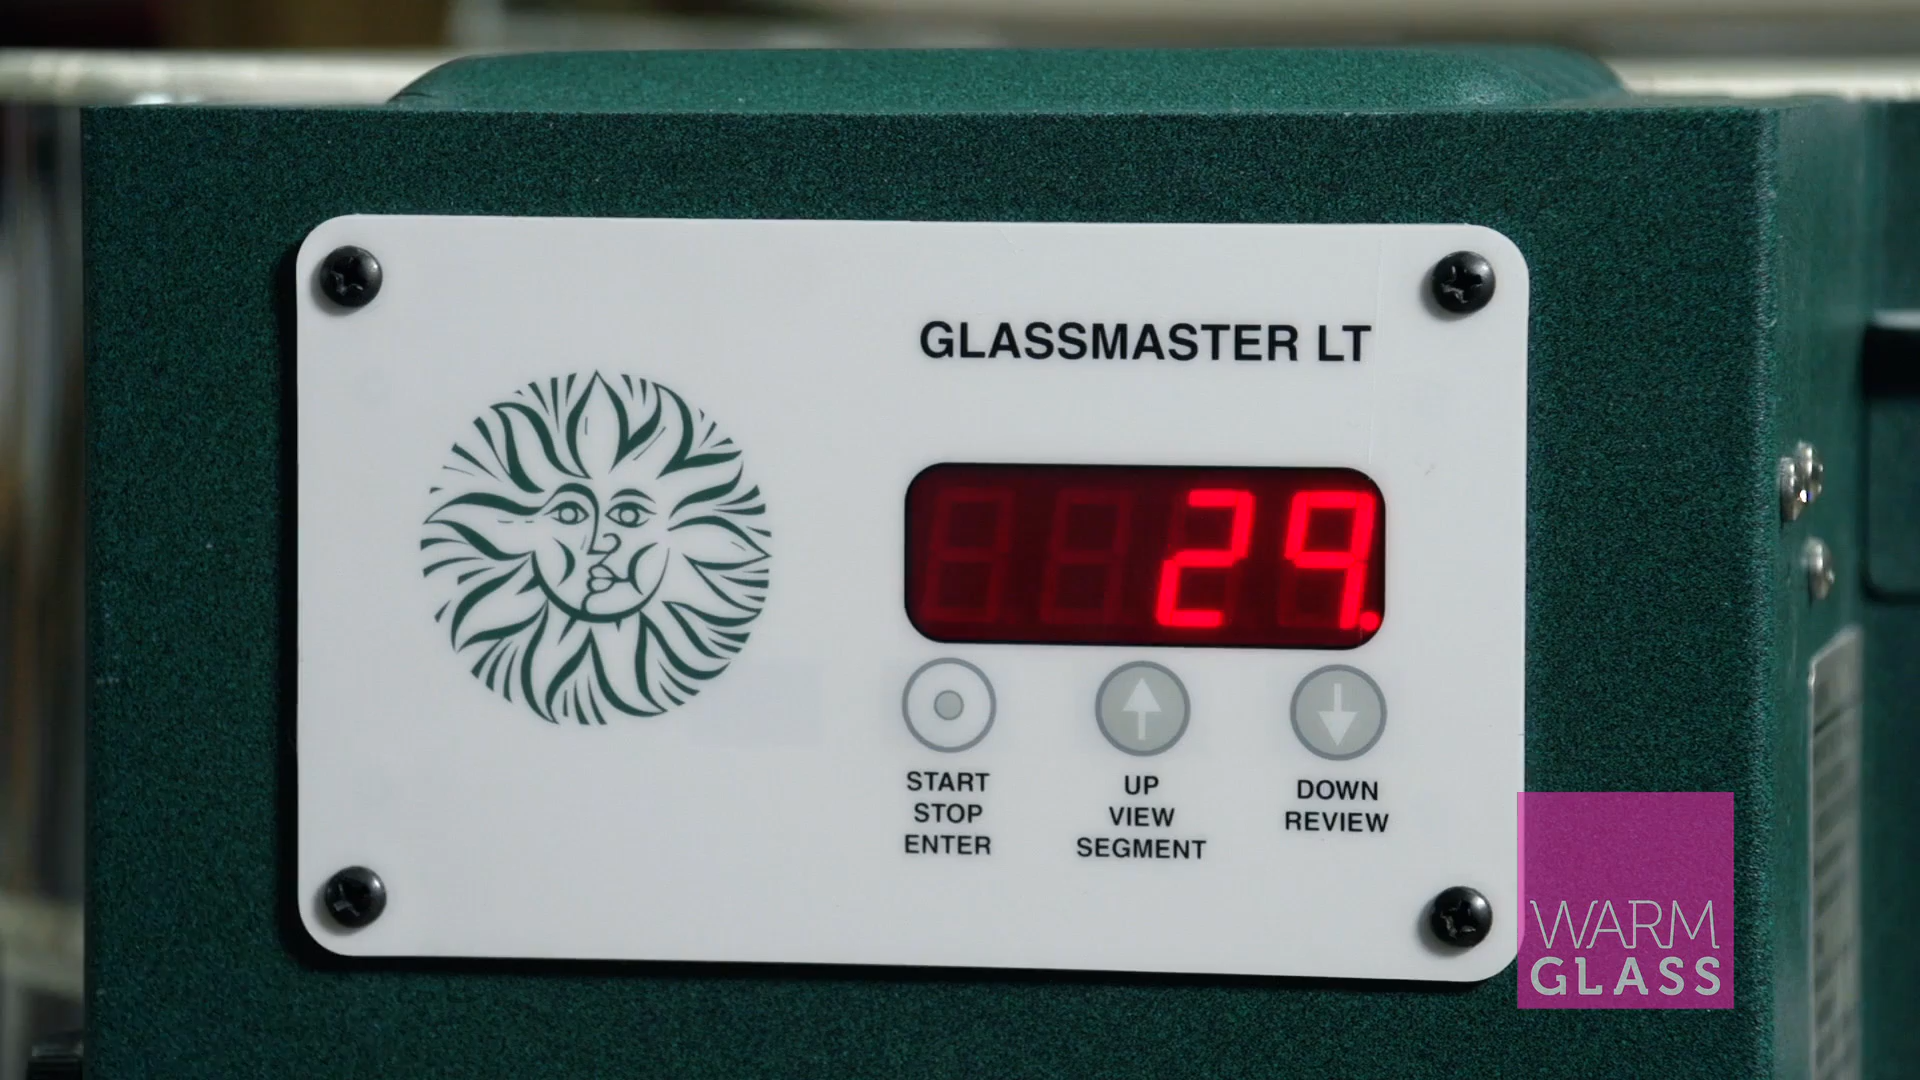 GLASSMASTER LT
29.
START
STOP
ENTER
UP
VIEW
SEGMENT
DOWN
REVIEW
WARM
GLASS